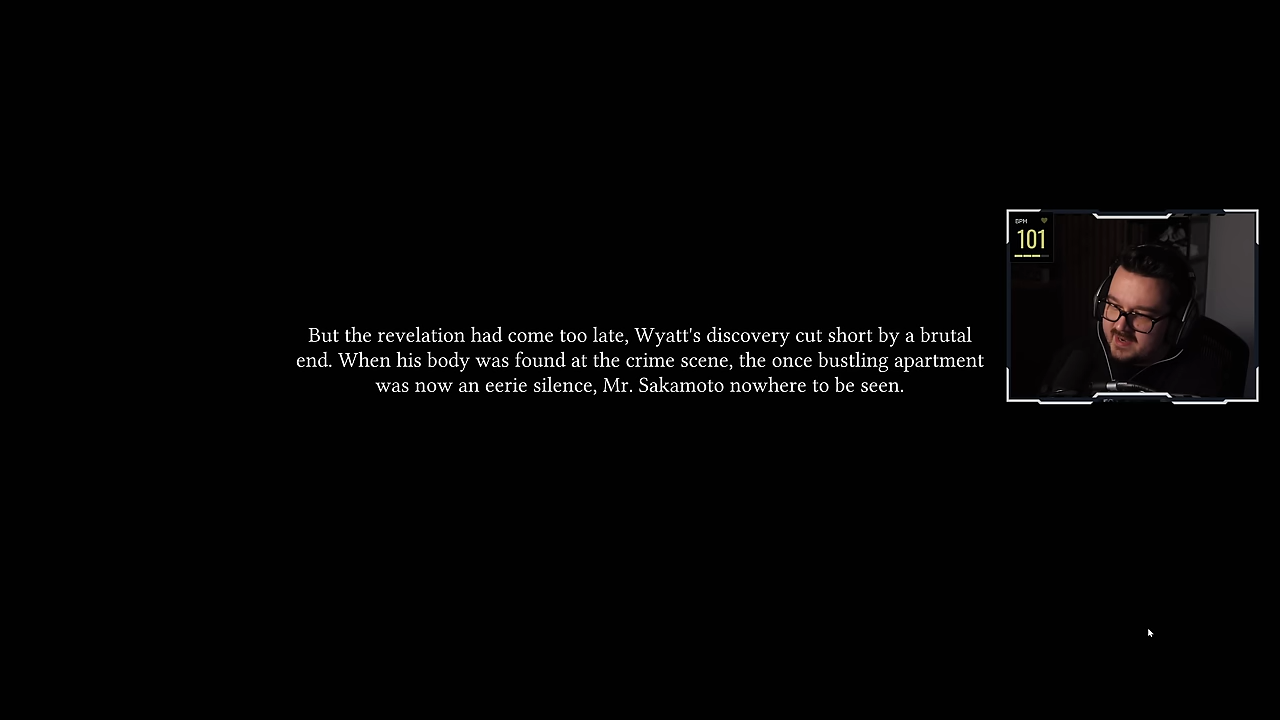 But the revelation had come too late, Wyatt's discovery cut short by a brutal
end. When his body was found at the crime scene, the once bustling apartment
was now an eerie silence, Mr. Sakamoto nowhere to be seen.
BPM
101